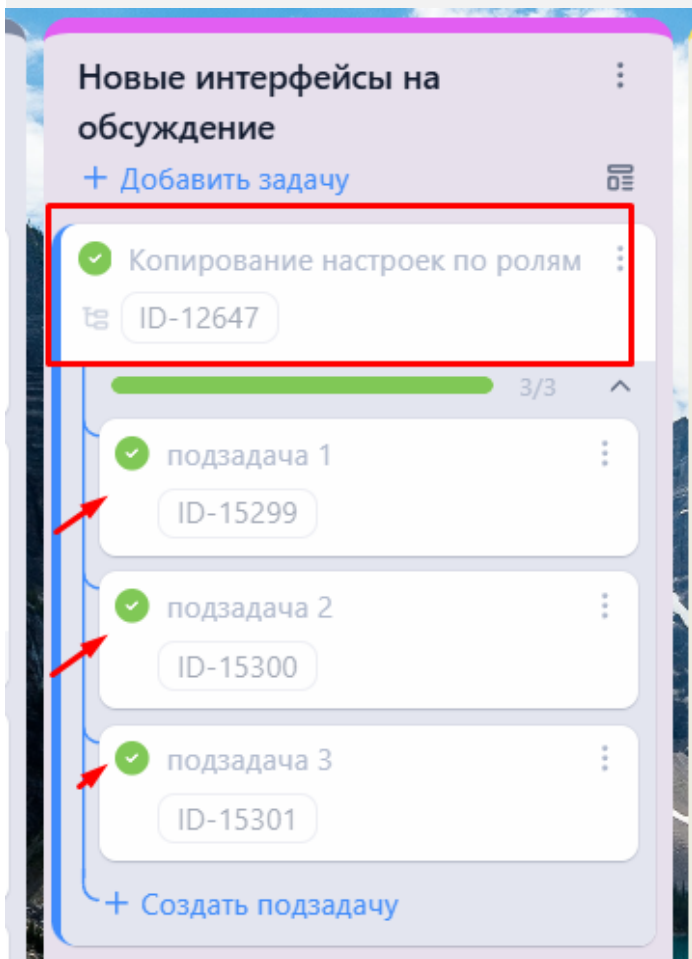 Новые интерфейсы на
обсуждение
+ Добавить задачу
Копирование настроек по ролям
ID-12647
3/3
подзадача 1
ID-15299
подзадача 2
ID-15300
подзадача 3
ID-15301
+ Создать подзадачу